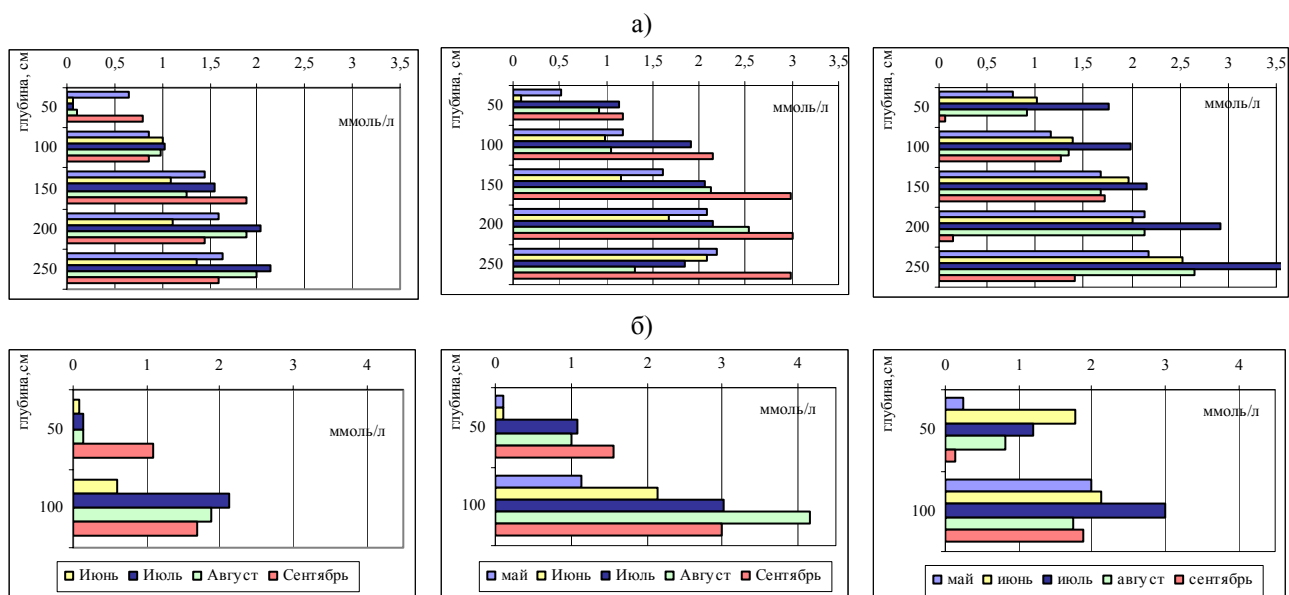 а)
глубина, см
0 0,5 1 1,5 2 2,5 3 3,5
ммоль/л
50
100
150
200
250
глубина, см
0 0,5 1 1,5 2 2,5 3 3,5
ммоль/л
50
100
150
200
250
глубина, см
0 0,5 1 1,5 2 2,5 3 3,5
ммоль/л
50
100
150
200
250
б)
глубина,см
0 1 2 3 4
ммоль/л
50
100
Июнь Июль Август Сентябрь
глубина,см
0 1 2 3 4
ммоль/л
50
100
май Июнь Июль Август Сентябрь
глубина,см
0 1 2 3 4
ммоль/л
50
100
май июнь июль август сентябрь